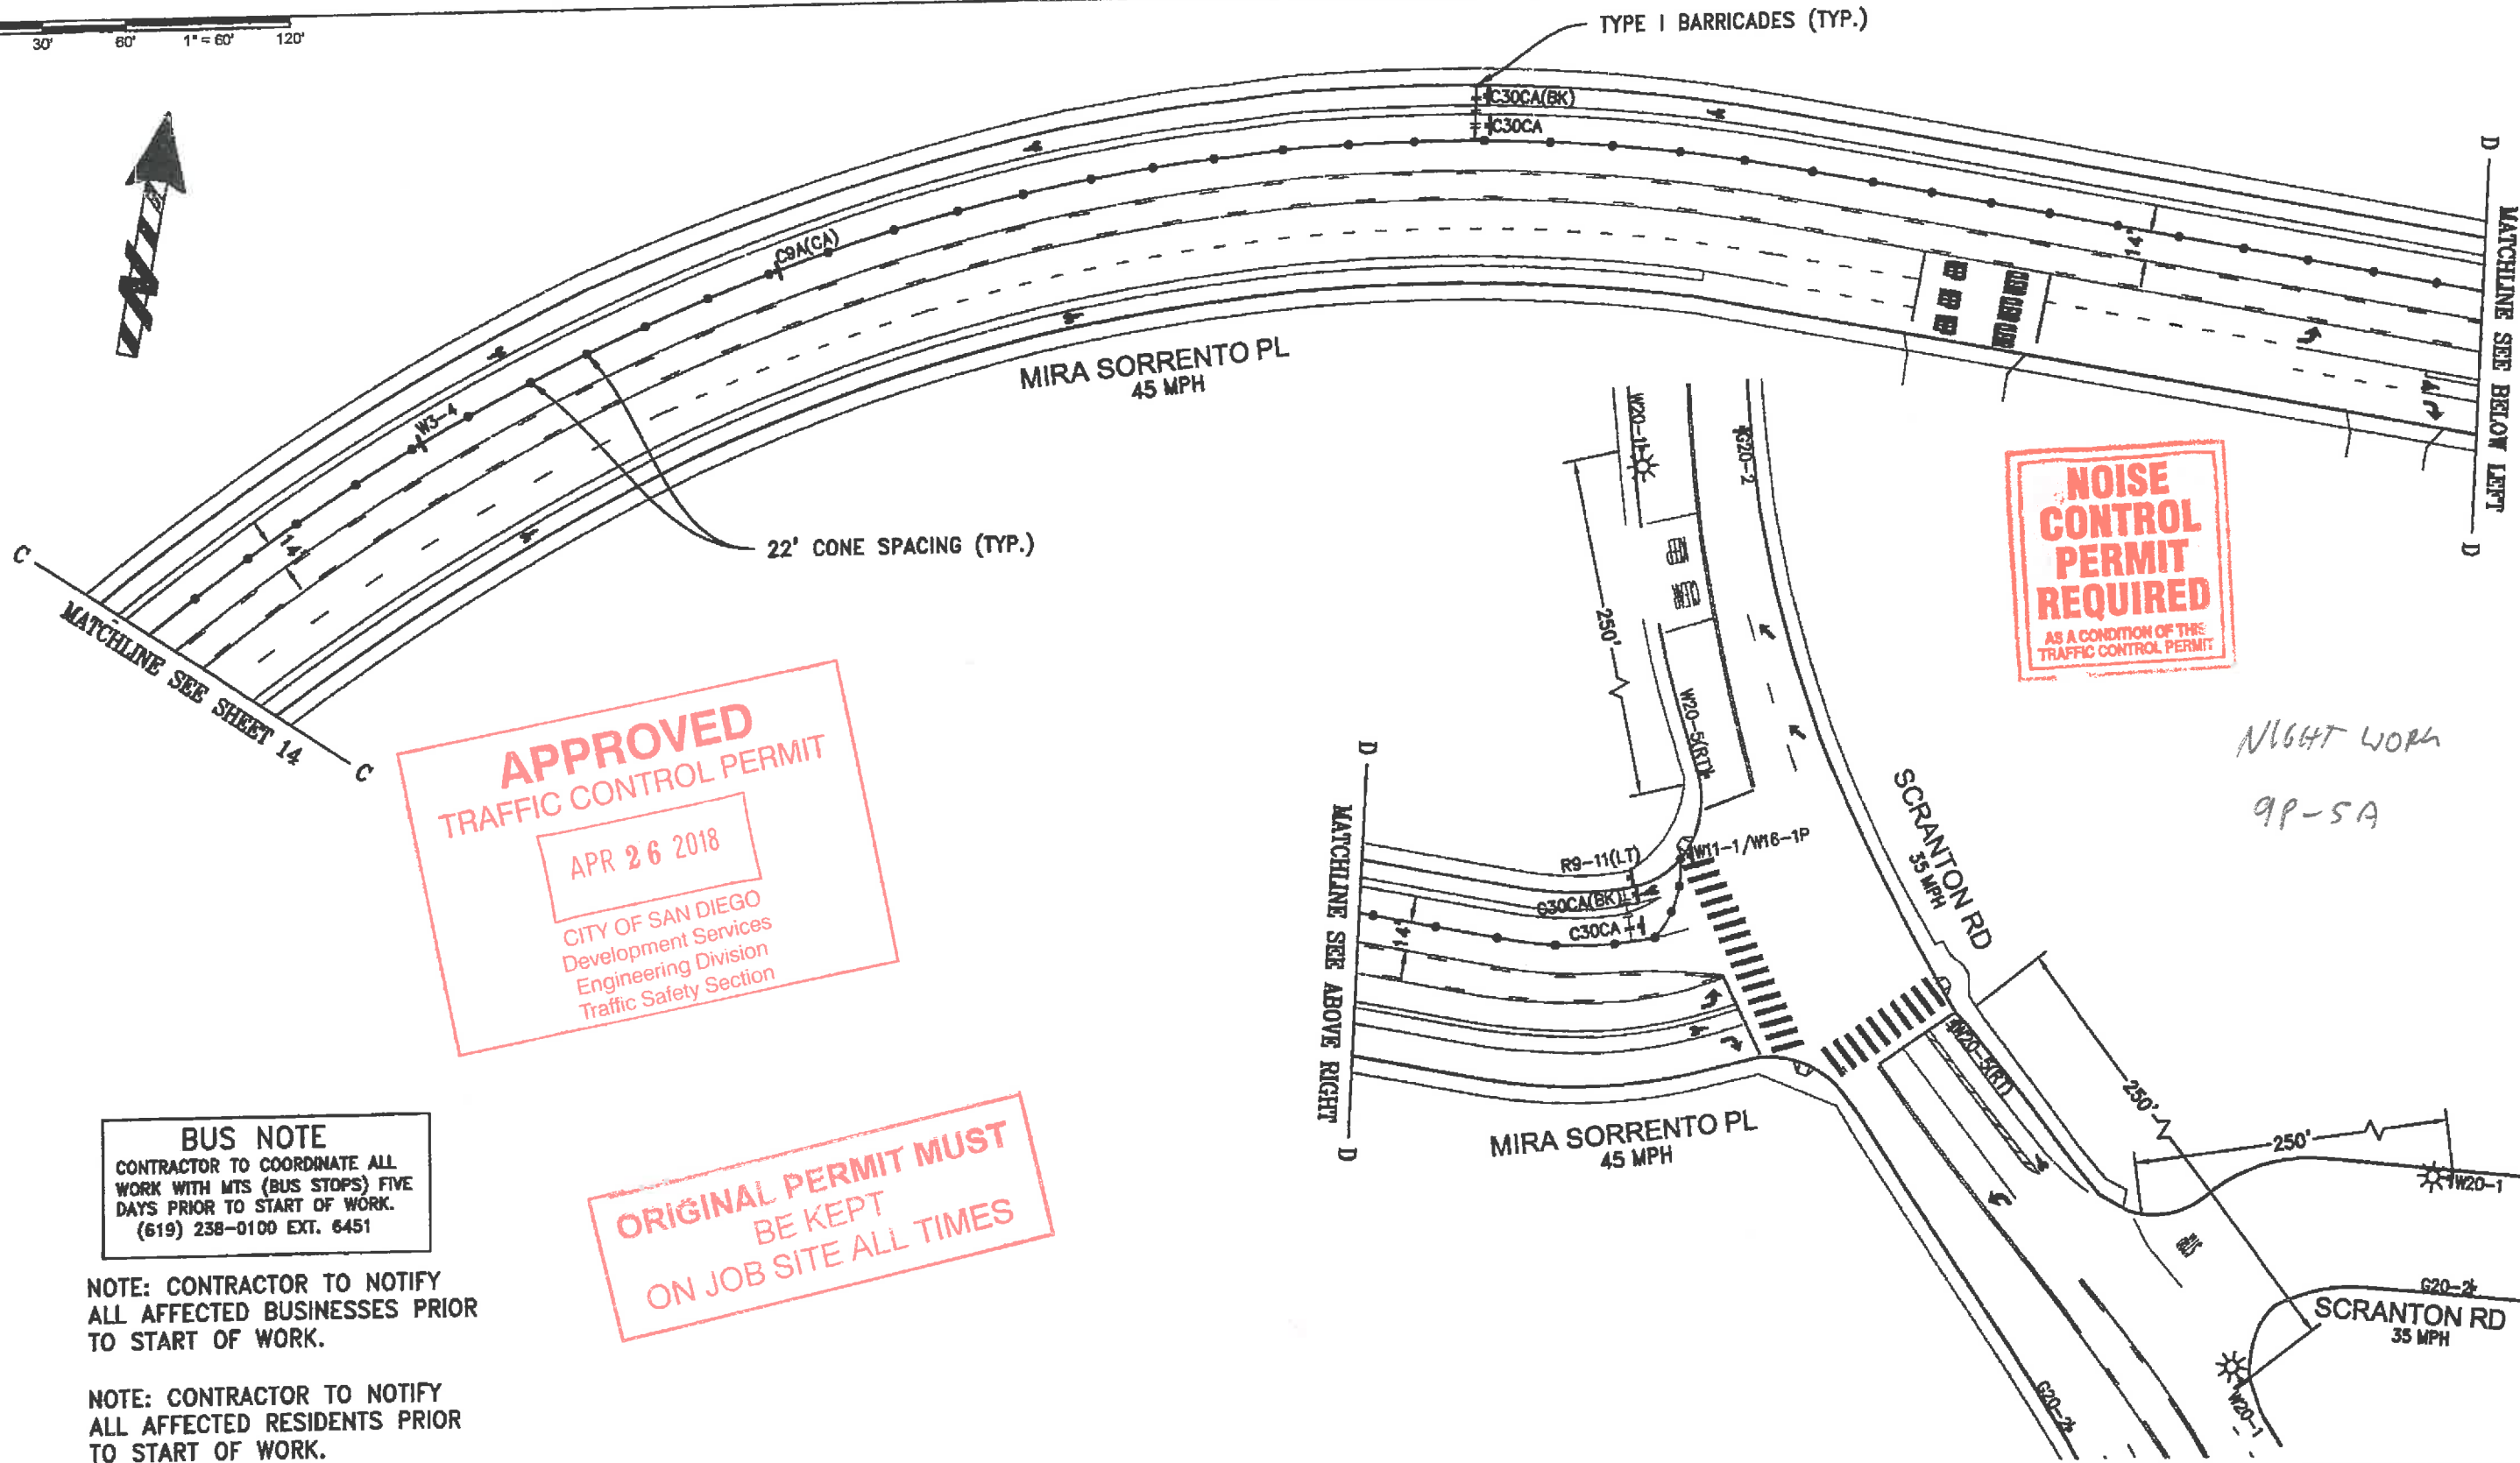 30' 60' 1" = 60' 120'
TYPE I BARRICADES (TYP.)
C30CA(BK)
C30CA
C9A(CA)
W3-4
14'
14'
22' CONE SPACING (TYP.)
MIRA SORRENTO PL
45 MPH
D
MATCHLINE SEE BELOW LEFT
D
C
MATCHLINE SEE SHEET 14
C
N
NOISE
CONTROL
PERMIT
REQUIRED
AS A CONDITION OF THIS
TRAFFIC CONTROL PERMIT
NIGHT WORK
9P-5A
APPROVED
TRAFFIC CONTROL PERMIT
APR 26 2018
CITY OF SAN DIEGO
Development Services
Engineering Division
Traffic Safety Section
W20-1
G20-2
250'
KEEP
CLEAR
W20-5(RT)
SCRANTON RD
35 MPH
D
MATCHLINE SEE ABOVE RIGHT
D
R9-11(LT)
W11-1/W16-1P
C30CA(BK)
C30CA
14'
MIRA SORRENTO PL
45 MPH
W20-5(RT)
250'
250'
W20-1
G20-2
SCRANTON RD
35 MPH
W20-1
G20-2
ORIGINAL PERMIT MUST
BE KEPT
ON JOB SITE ALL TIMES
BUS NOTE
CONTRACTOR TO COORDINATE ALL
WORK WITH MTS (BUS STOPS) FIVE
DAYS PRIOR TO START OF WORK.
(619) 238-0100 EXT. 6451
NOTE: CONTRACTOR TO NOTIFY
ALL AFFECTED BUSINESSES PRIOR
TO START OF WORK.
NOTE: CONTRACTOR TO NOTIFY
ALL AFFECTED RESIDENTS PRIOR
TO START OF WORK.